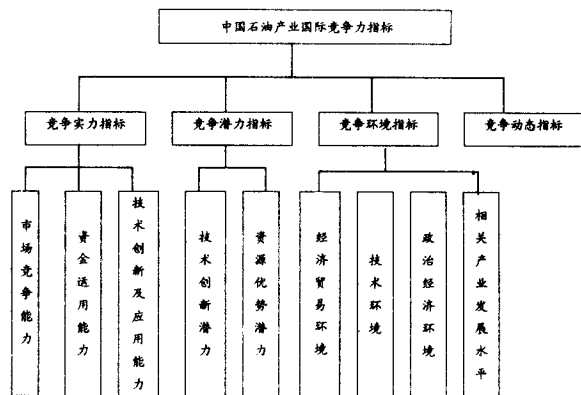 中国石油产业国际竞争力指标
竞争实力指标
竞争潜力指标
竞争环境指标
竞争动态指标
市场竞争能力
资金运用能力
技术创新及应用能力
技术创新潜力
资源优势潜力
经济贸易环境
技术环境
政治经济环境
相关产业发展水平